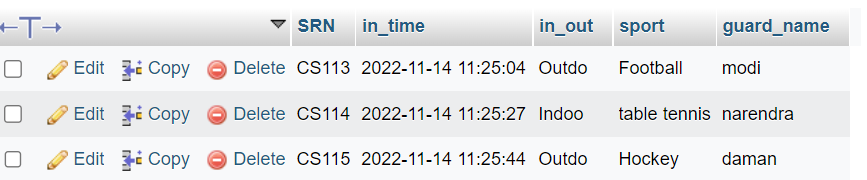 SRN in_time in_out sport guard_name
Edit Copy Delete CS113 2022-11-14 11:25:04 Outdo Football modi
Edit Copy Delete CS114 2022-11-14 11:25:27 Indoo table tennis narendra
Edit Copy Delete CS115 2022-11-14 11:25:44 Outdo Hockey daman